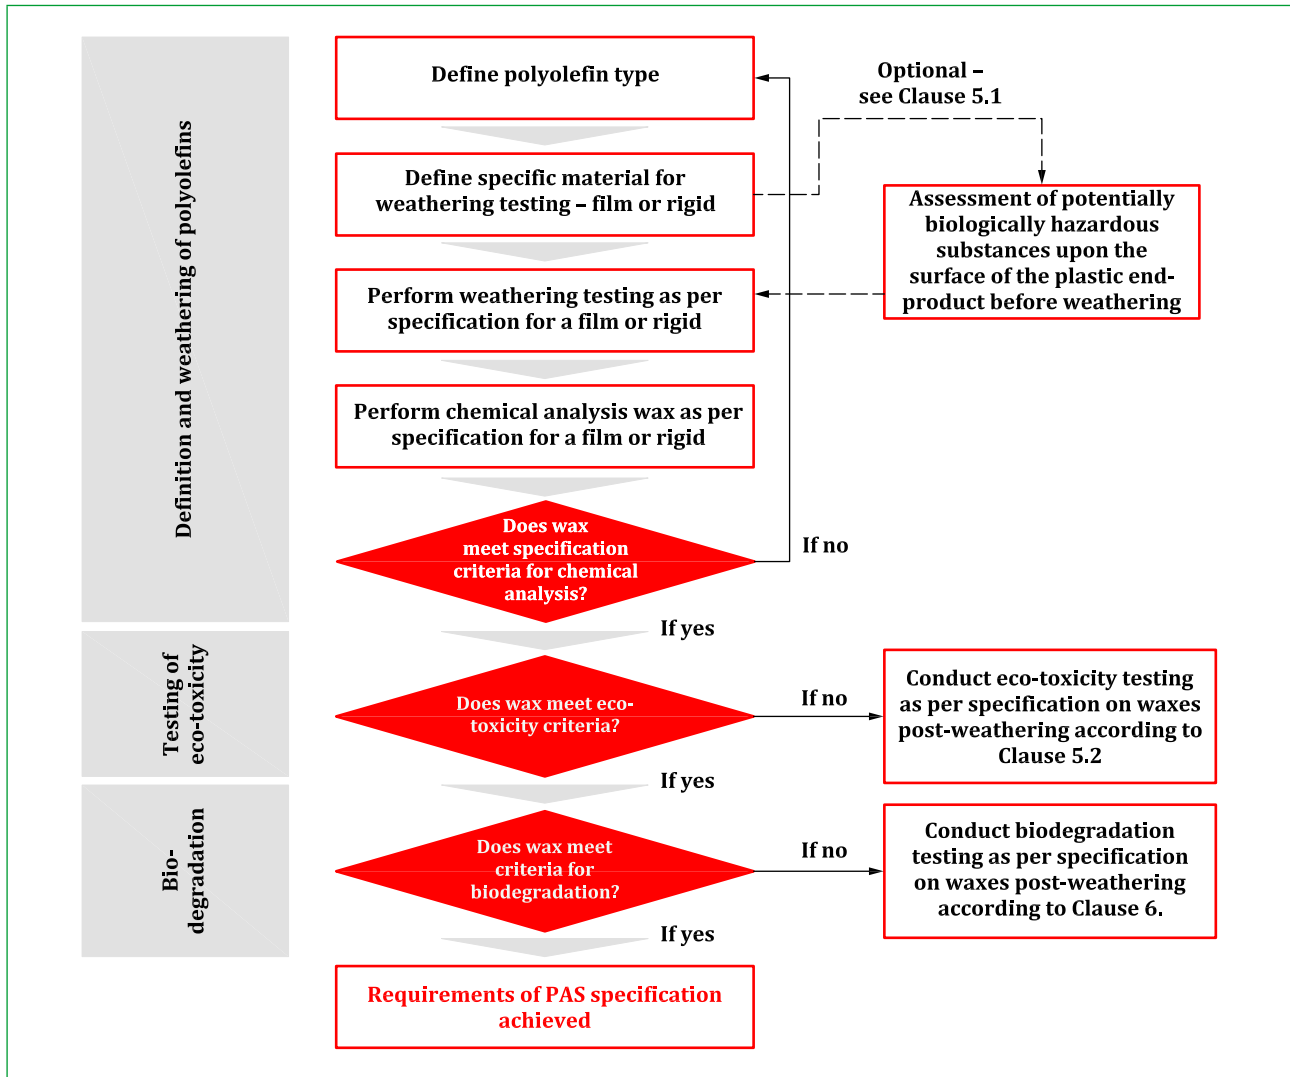 Definition and weathering of polyolefins
Define polyolefin type
Optional –
see Clause 5.1
Define specific material for
weathering testing – film or rigid
Assessment of potentially
biologically hazardous
substances upon the
surface of the plastic end-
product before weathering
Perform weathering testing as per
specification for a film or rigid
Perform chemical analysis wax as per
specification for a film or rigid
Does wax
meet specification
criteria for chemical
analysis?
If no
If yes
Testing of
eco-toxicity
Does wax meet eco-
toxicity criteria?
If no
Conduct eco-toxicity testing
as per specification on waxes
post-weathering according to
Clause 5.2
If yes
Bio-
degradation
Does wax meet
criteria for
biodegradation?
If no
Conduct biodegradation
testing as per specification
on waxes post-weathering
according to Clause 6.
If yes
Requirements of PAS specification
achieved